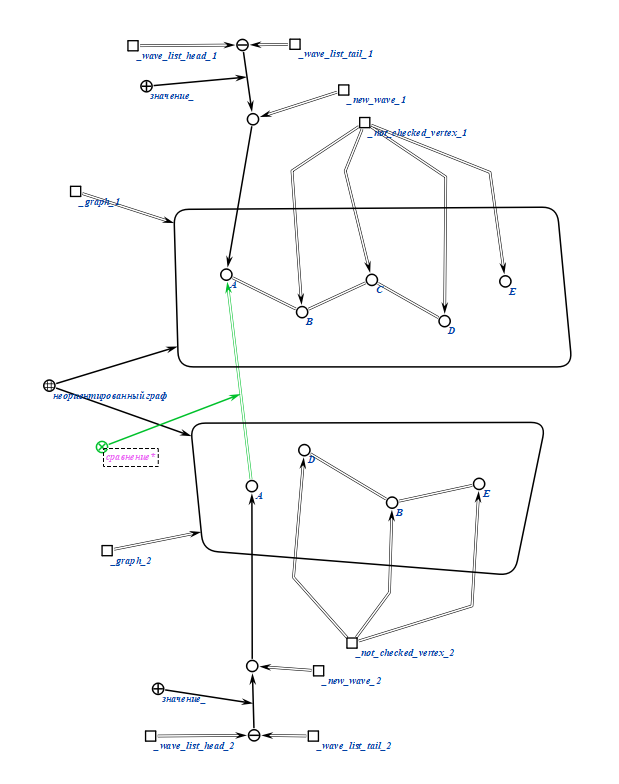 _wave_list_head_1
_wave_list_tail_1
значение_
_new_wave_1
_not_checked_vertex_1
_graph_1
A
B
C
D
E
неориентированный граф
сравнение*
D
A
B
E
_graph_2
_not_checked_vertex_2
_new_wave_2
значение_
_wave_list_head_2
_wave_list_tail_2